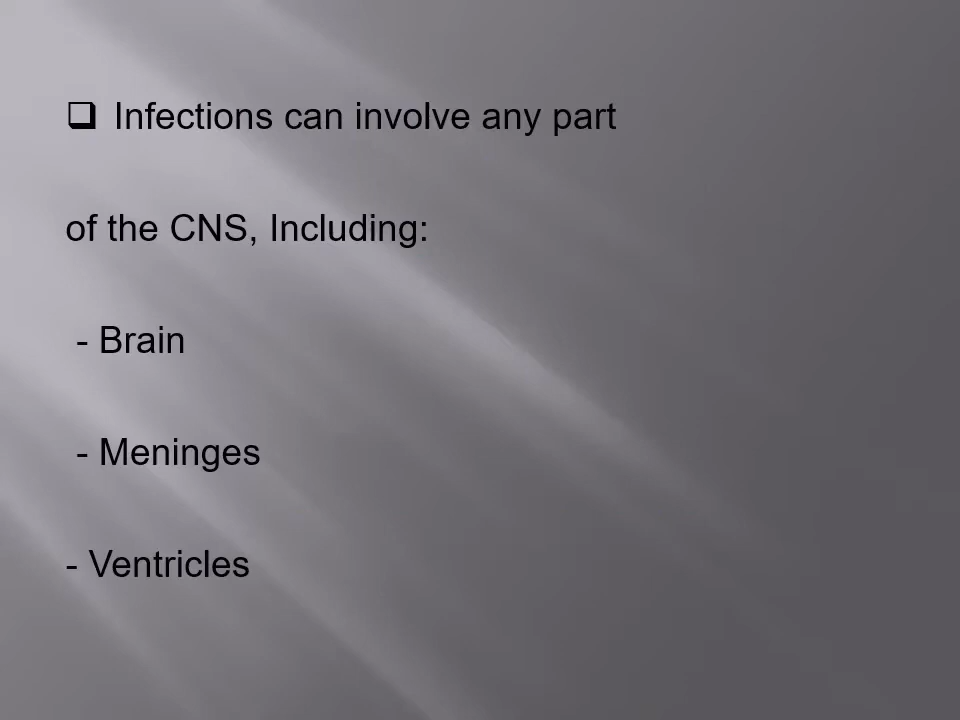 ❑ Infections can involve any part
of the CNS, Including:
- Brain
- Meninges
- Ventricles